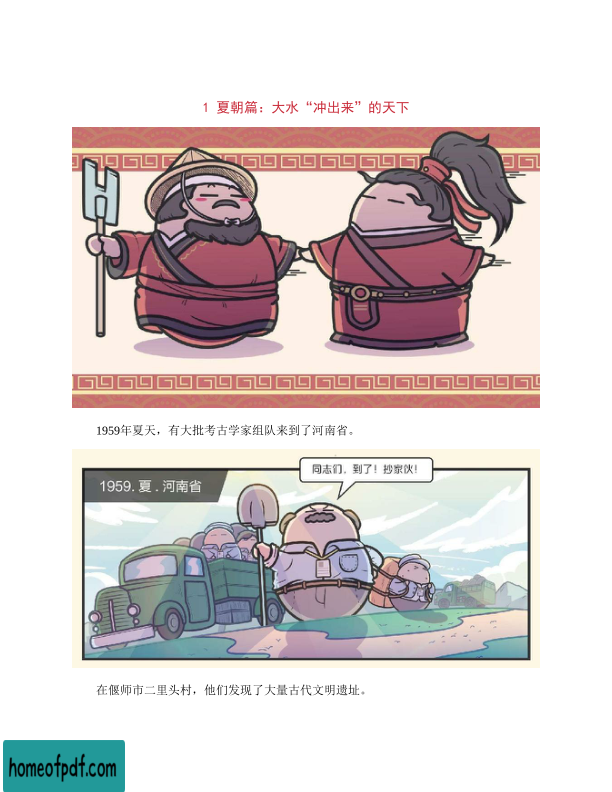 1 夏朝篇：大水“冲出来”的天下
1959年夏天，有大批考古学家组队来到了河南省。
同志们，到了！抄家伙！
1959. 夏 . 河南省
在偃师市二里头村，他们发现了大量古代文明遗址。
homeofpdf.com